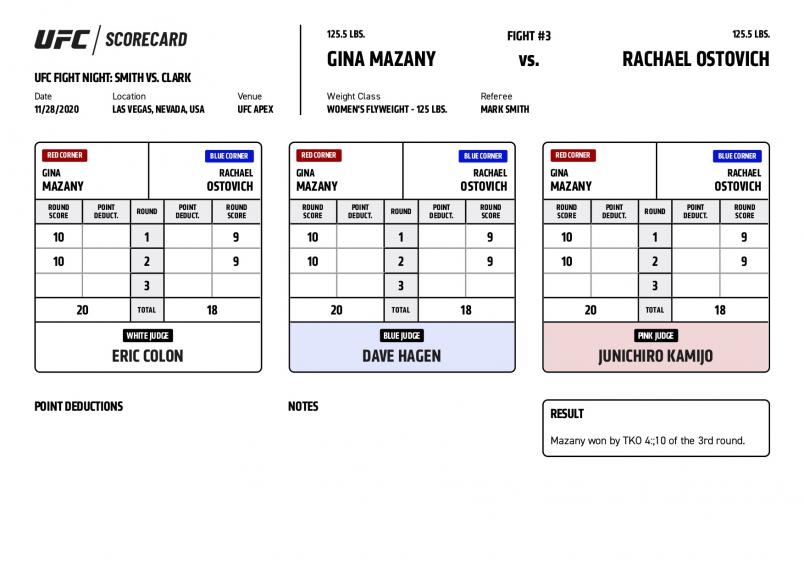 UFC / SCORECARD
UFC FIGHT NIGHT: SMITH VS. CLARK
Date Location Venue
11/28/2020 LAS VEGAS, NEVADA, USA UFC APEX
125.5 LBS. FIGHT #3 125.5 LBS.
GINA MAZANY VS. RACHAEL OSTOVICH
Weight Class Referee
WOMEN'S FLYWEIGHT - 125 LBS. MARK SMITH
RED CORNER BLUE CORNER
GINA RACHAEL
MAZANY OSTOVICH
ROUND SCORE POINT DEDUCT. ROUND POINT DEDUCT. ROUND SCORE
10 1 9
10 2 9
3
20 TOTAL 18
WHITE JUDGE
ERIC COLON
RED CORNER BLUE CORNER
GINA RACHAEL
MAZANY OSTOVICH
ROUND SCORE POINT DEDUCT. ROUND POINT DEDUCT. ROUND SCORE
10 1 9
10 2 9
3
20 TOTAL 18
BLUE JUDGE
DAVE HAGEN
RED CORNER BLUE CORNER
GINA RACHAEL
MAZANY OSTOVICH
ROUND SCORE POINT DEDUCT. ROUND POINT DEDUCT. ROUND SCORE
10 1 9
10 2 9
3
20 TOTAL 18
PINK JUDGE
JUNICHIRO KAMIJO
POINT DEDUCTIONS
NOTES
RESULT
Mazany won by TKO 4:;10 of the 3rd round.